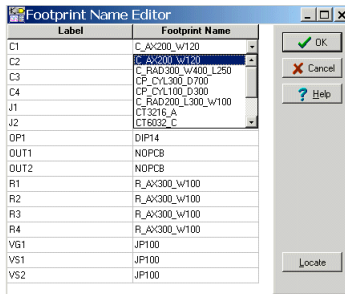 Footprint Name Editor
Label Footprint Name
C1 C_AX200_W120
C2 C_AX200_W120
C3 C_RAD300_W400_L250
CP_CYL300_D700
C4 CP_CYL100_D300
J1 C_RAD200_L300_W100
CT3216_A
J2 CT6032_C
OP1 DIP14
OUT1 NOPCB
OUT2 NOPCB
R1 R_AX300_W100
R2 R_AX300_W100
R3 R_AX300_W100
R4 R_AX300_W100
VG1 JP100
VS1 JP100
VS2 JP100
OK
Cancel
Help
Locate